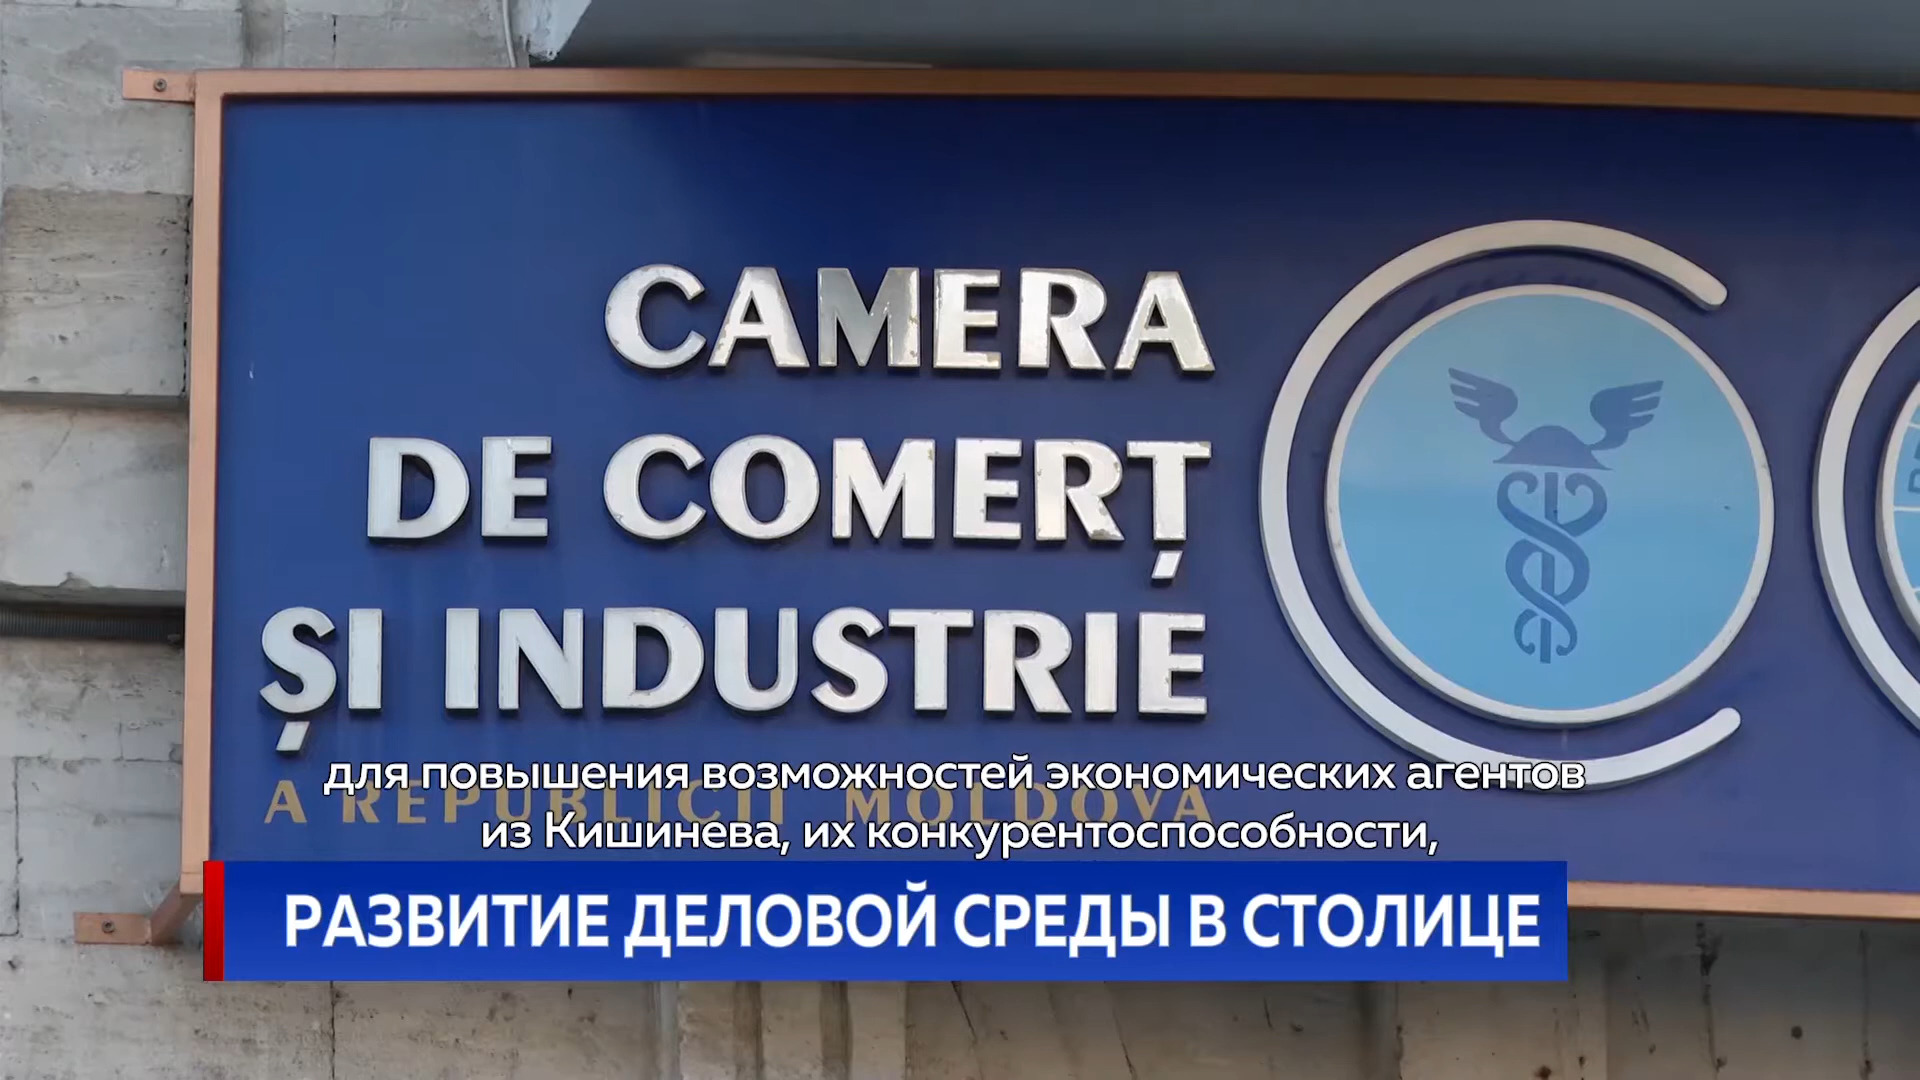 CAMERA
DE COMERȚ
ȘI INDUSTRIE
A REPUBLICII MOLDOVA
для повышения возможностей экономических агентов
из Кишинева, их конкурентоспособности,
РАЗВИТИЕ ДЕЛОВОЙ СРЕДЫ В СТОЛИЦЕ